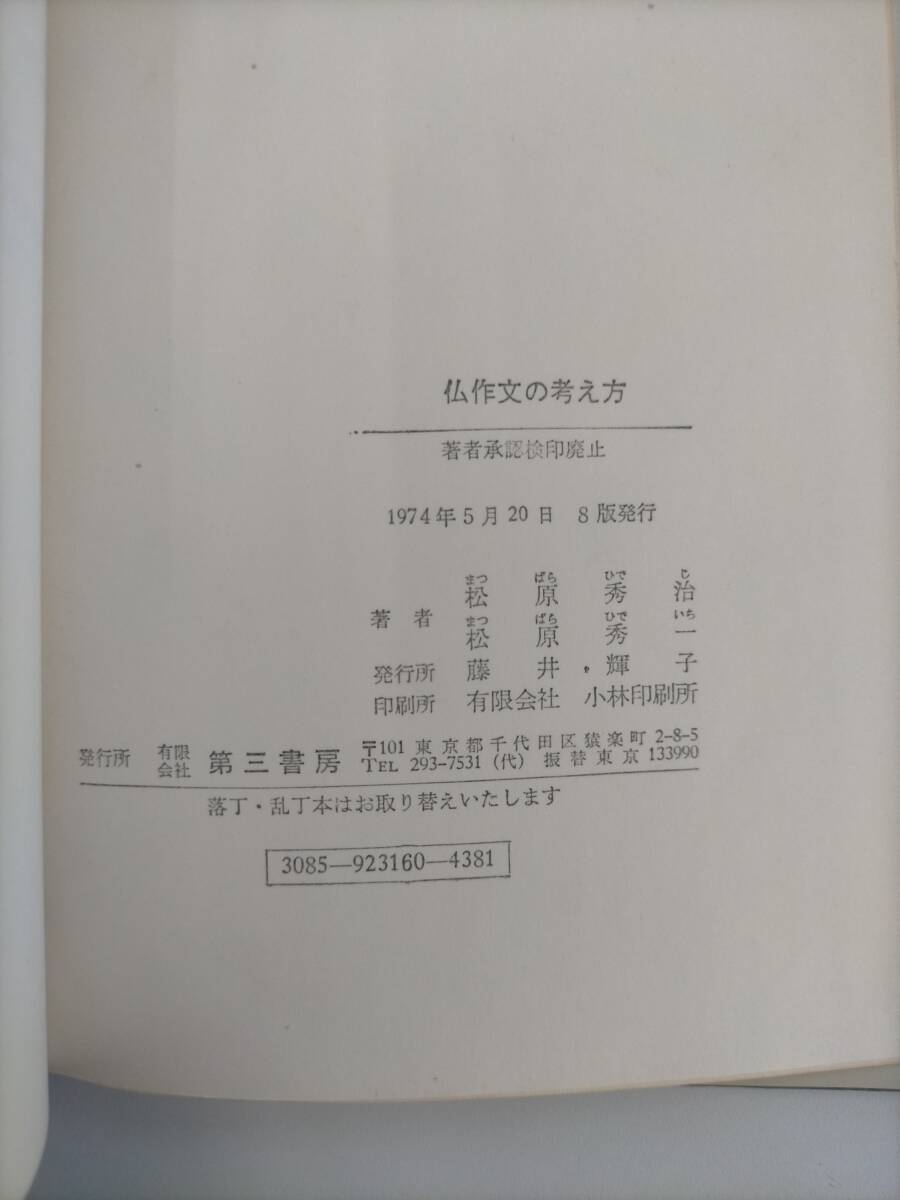 仏作文の考え方
著者承認検印廃止
1974年5月20日 8版発行
まつ ばら ひで じ
著者 松原秀治
まつ ばら ひで いち
松原秀一
発行所 藤井輝子
印刷所 有限会社 小林印刷所
発行所 有限会社 第三書房 〒101 東京都千代田区猿楽町 2-8-5
TEL 293-7531 (代) 振替東京 133990
落丁・乱丁本はお取り替えいたします
3085—923160—4381